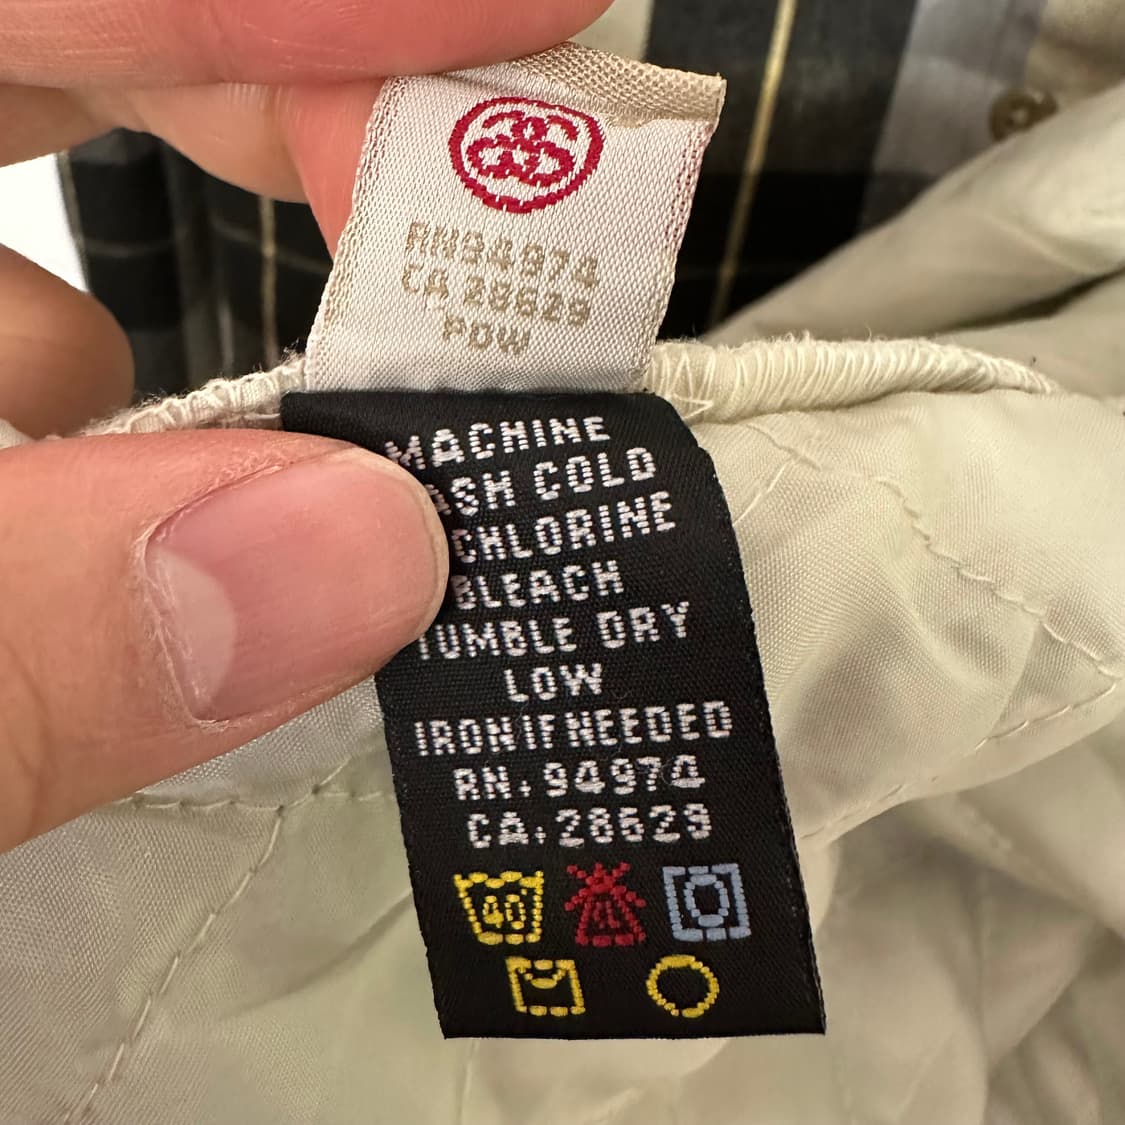 RN94974
CA 28629
POW
MACHINE
ASH COLD
CHLORINE
BLEACH
TUMBLE DRY
LOW
IRON IF NEEDED
RN. 94974
CA. 28629
40
CL